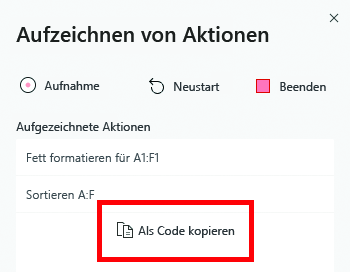 Aufzeichnen von Aktionen
Aufnahme Neustart Beenden
Aufgezeichnete Aktionen
Fett formatieren für A1:F1
Sortieren A:F
Als Code kopieren